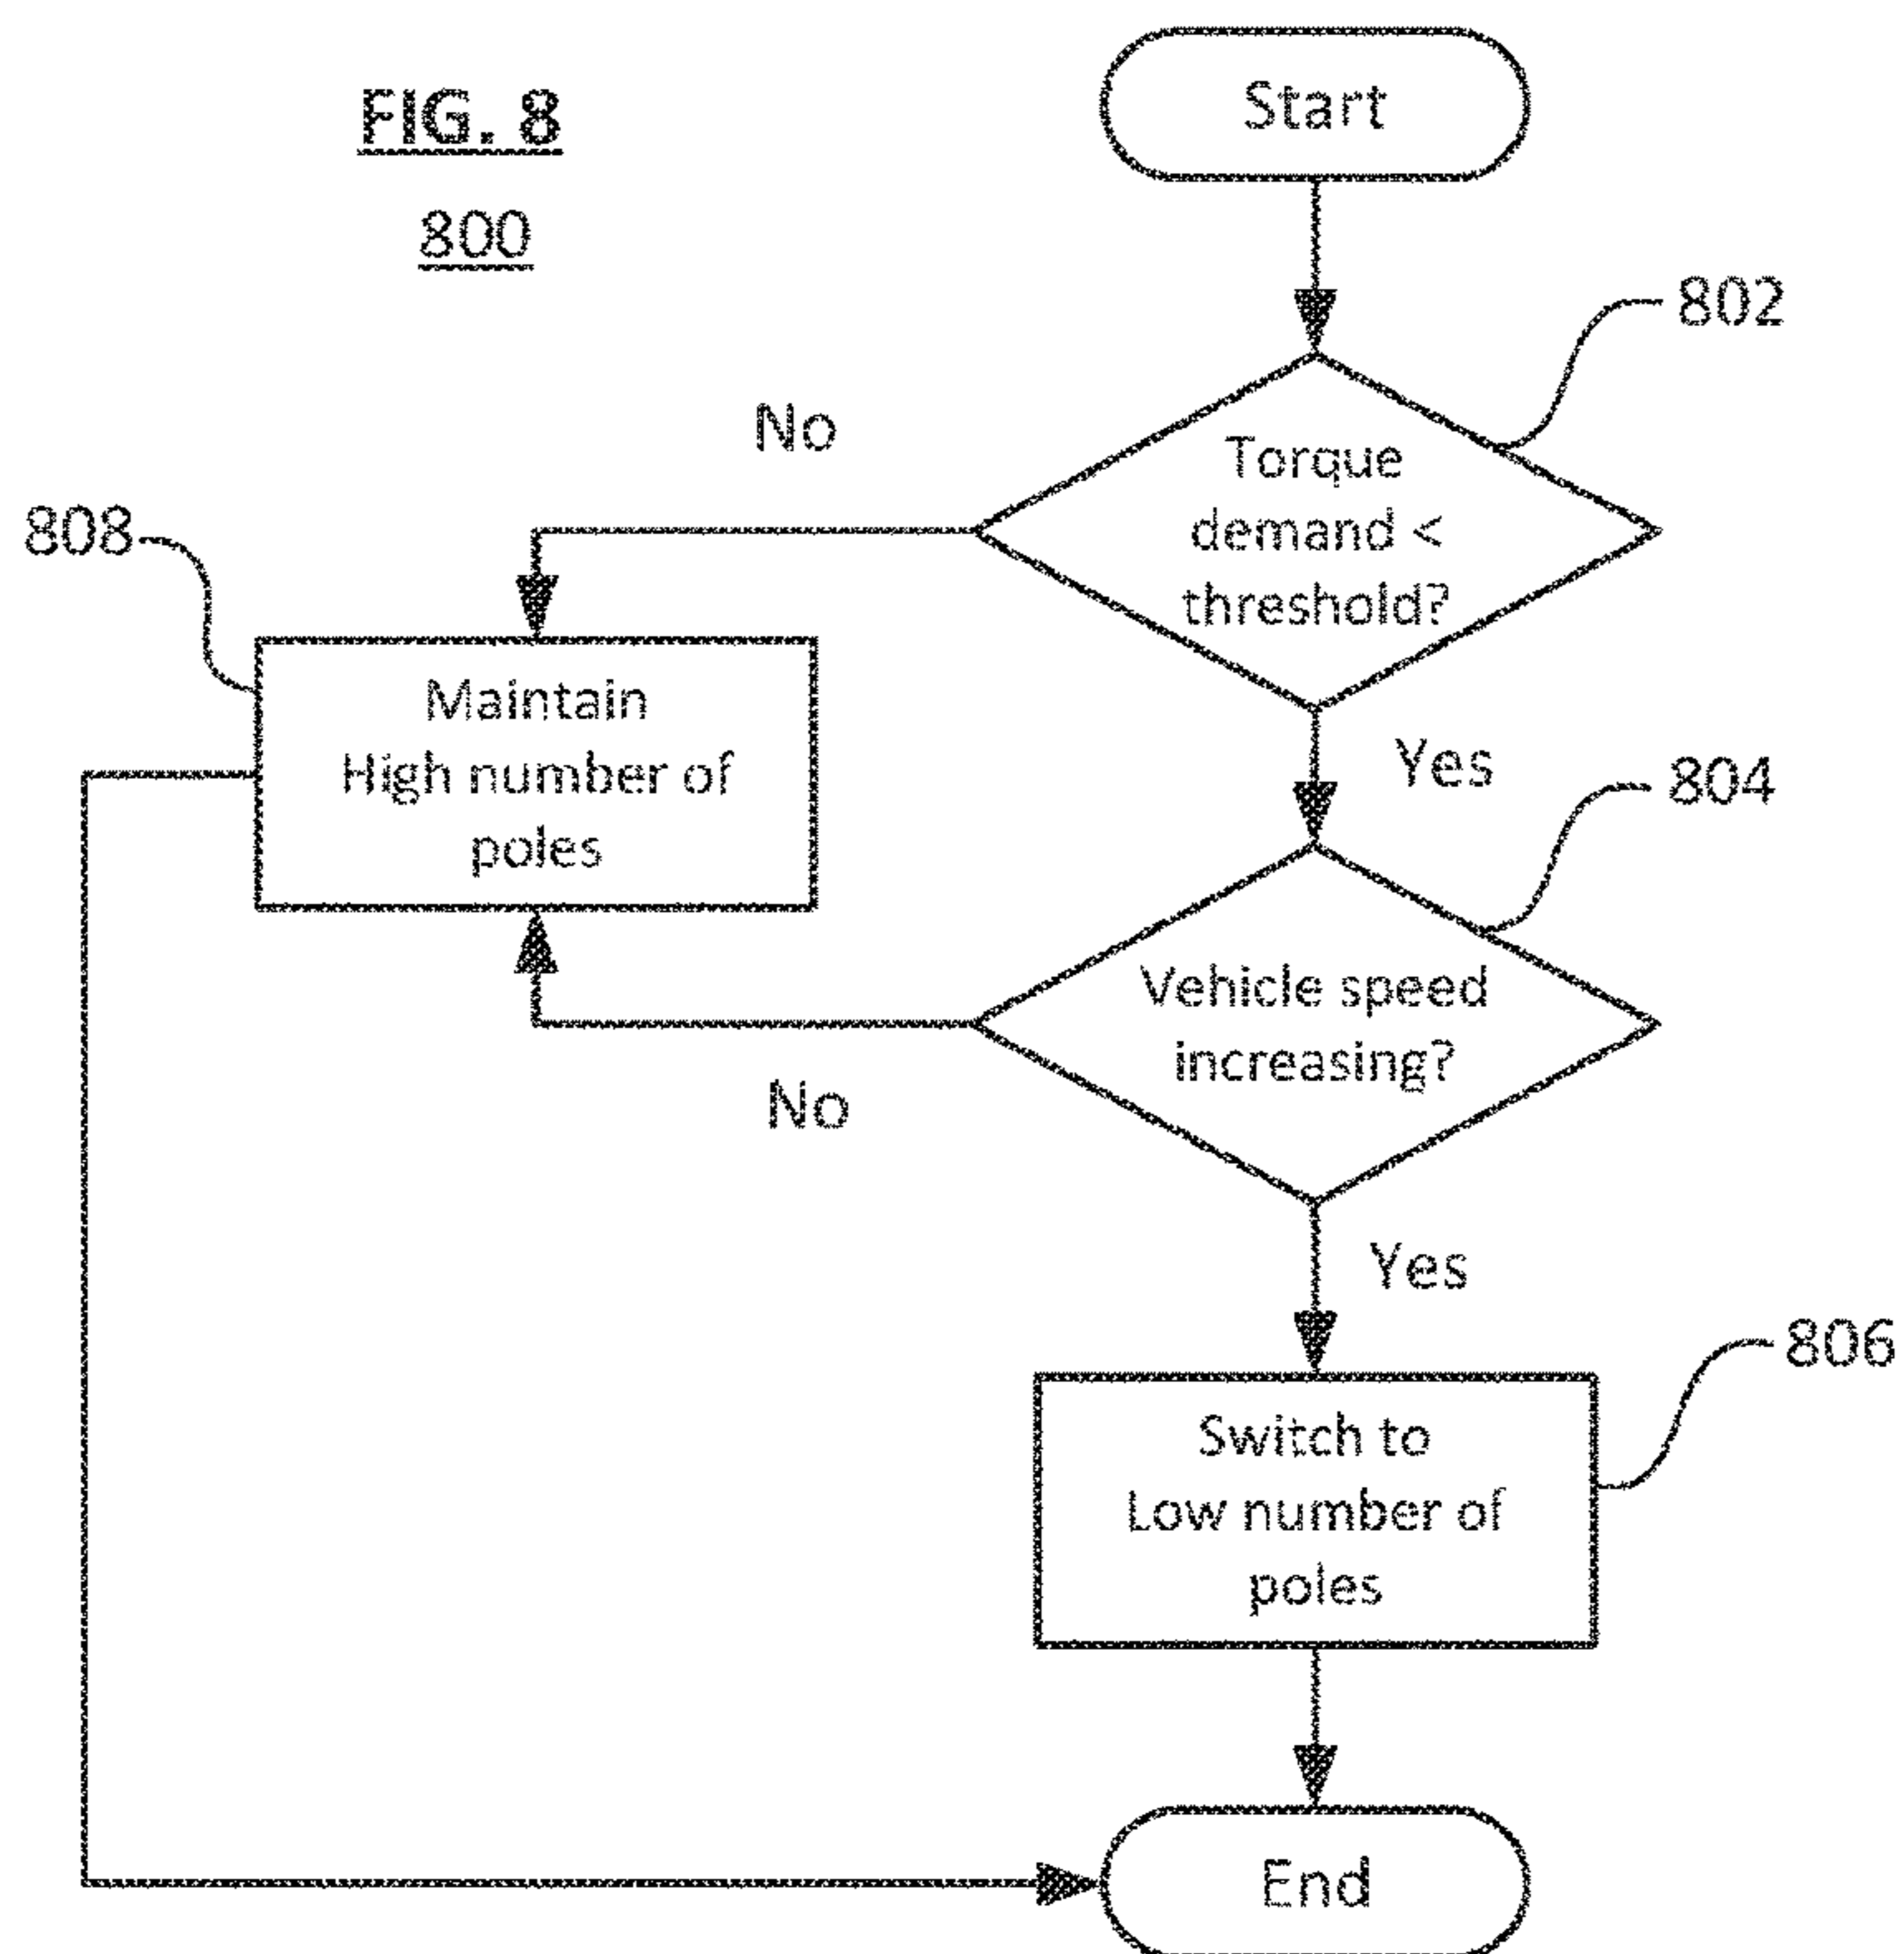 FIG. 8
800
Start
802
Torque
demand <
threshold?
No
Yes
808
Maintain
High number of
poles
804
Vehicle speed
increasing?
No
Yes
806
Switch to
Low number of
poles
End